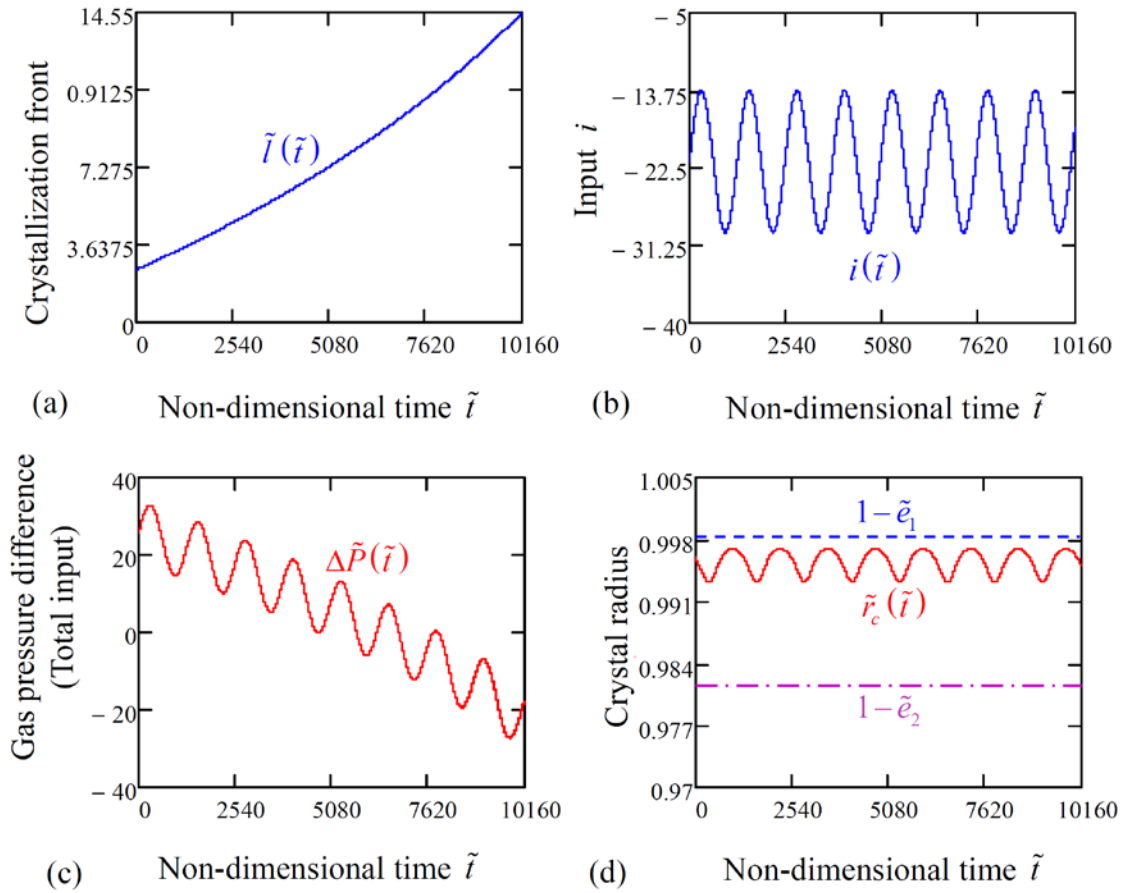 14.55
0.9125
7.275
3.6375
0
Crystallization front
l̃(t̃)
0 2540 5080 7620 10160
(a) Non-dimensional time t̃
− 5
− 13.75
− 22.5
− 31.25
− 40
Input i
i(t̃)
0 2540 5080 7620 10160
Non-dimensional time t̃ (b)
40
20
0
− 20
− 40
Gas pressure difference
(Total input)
ΔP̃(t̃)
0 2540 5080 7620 10160
(c) Non-dimensional time t̃
1.005
0.998
0.991
0.984
0.977
0.97
Crystal radius
1−ẽ₁
r̃_c(t̃)
1−ẽ₂
0 2540 5080 7620 10160
(d) Non-dimensional time t̃